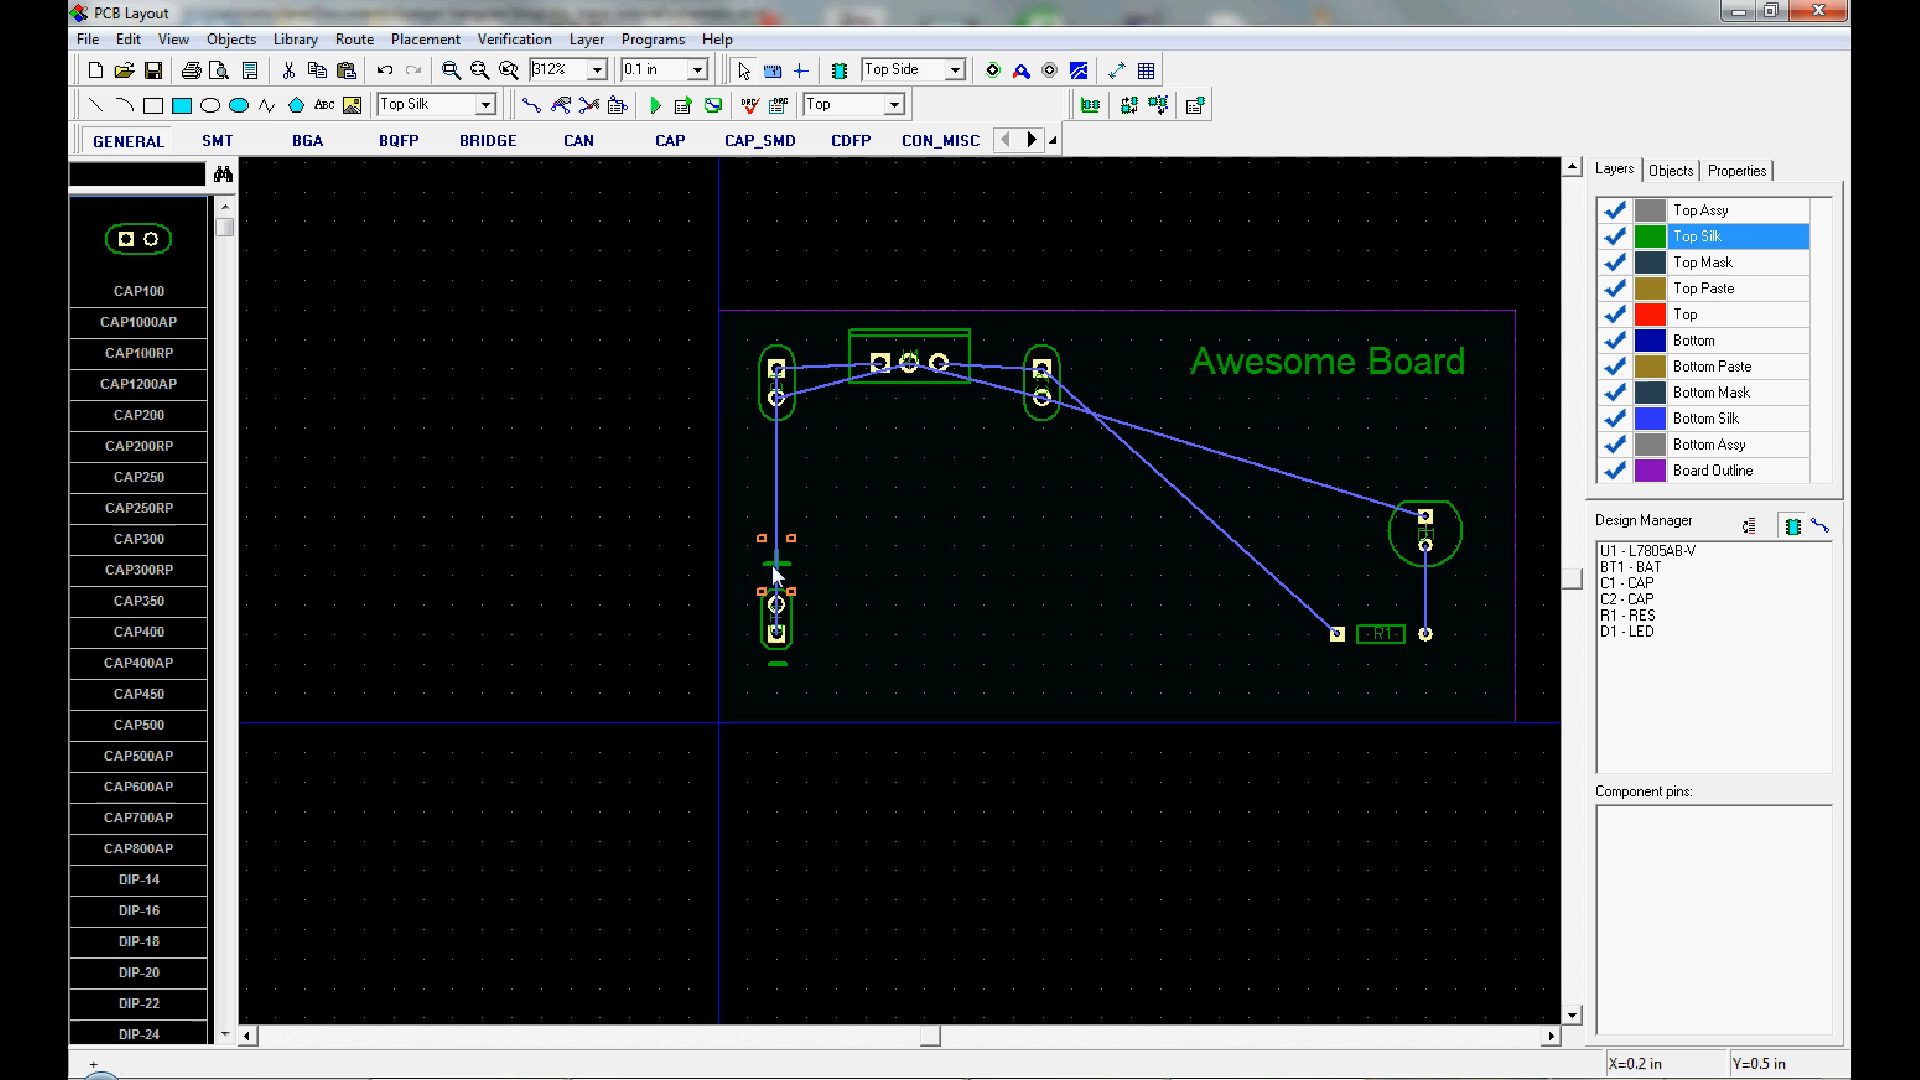 PCB Layout
File Edit View Objects Library Route Placement Verification Layer Programs Help
312% 0.1 in Top Side
ABC Top Silk DRC DRC Top
GENERAL SMT BGA BQFP BRIDGE CAN CAP CAP_SMD CDFP CON_MISC
Layers Objects Properties
Top Assy
Top Silk
Top Mask
Top Paste
Top
Bottom
Bottom Paste
Bottom Mask
Bottom Silk
Bottom Assy
Board Outline
CAP100
CAP1000AP
CAP100RP
CAP1200AP
CAP200
CAP200RP
CAP250
CAP250RP
CAP300
CAP300RP
CAP350
CAP400
CAP400AP
CAP450
CAP500
CAP500AP
CAP600AP
CAP700AP
CAP800AP
DIP-14
DIP-16
DIP-18
DIP-20
DIP-22
DIP-24
Awesome Board
R1
Design Manager
U1 - L7805AB-V
BT1 - BAT
C1 - CAP
C2 - CAP
R1 - RES
D1 - LED
Component pins:
X=0.2 in Y=0.5 in